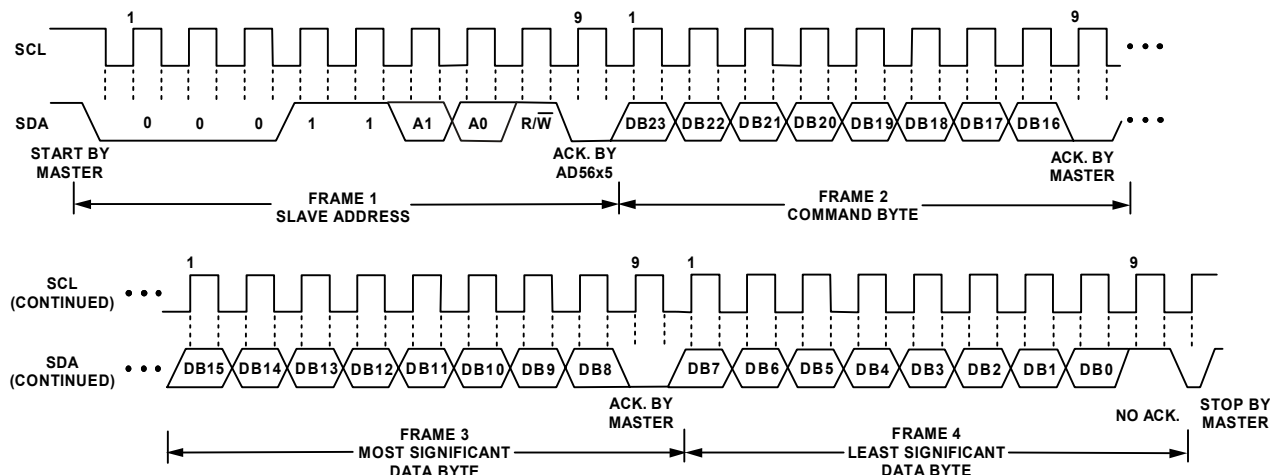 1 9 1 9
SCL
SDA 0 0 0 1 1 A1 A0 R/W̅ DB23 DB22 DB21 DB20 DB19 DB18 DB17 DB16
START BY
MASTER
ACK. BY
AD56x5
ACK. BY
MASTER
FRAME 1
SLAVE ADDRESS
FRAME 2
COMMAND BYTE
1 9 1 9
SCL
(CONTINUED)
SDA
(CONTINUED)
DB15 DB14 DB13 DB12 DB11 DB10 DB9 DB8 DB7 DB6 DB5 DB4 DB3 DB2 DB1 DB0
ACK. BY
MASTER
NO ACK.
STOP BY
MASTER
FRAME 3
MOST SIGNIFICANT
DATA BYTE
FRAME 4
LEAST SIGNIFICANT
DATA BYTE